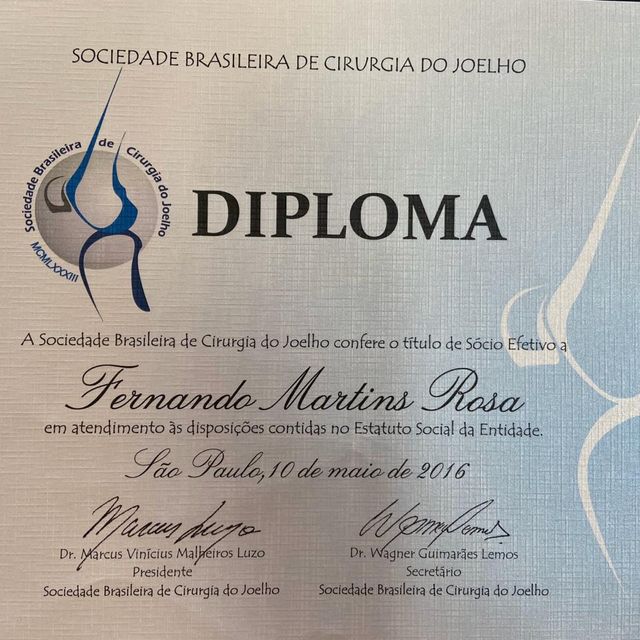 SOCIEDADE BRASILEIRA DE CIRURGIA DO JOELHO
Sociedade Brasileira de Cirurgia do Joelho
MCMLXXXIII
DIPLOMA
A Sociedade Brasileira de Cirurgia do Joelho confere o título de Sócio Efetivo a
Fernando Martins Rosa
em atendimento às disposições contidas no Estatuto Social da Entidade.
São Paulo, 10 de maio de 2016
Marcus Luzo
Dr. Marcus Vinícius Malheiros Luzo
Presidente
Sociedade Brasileira de Cirurgia do Joelho
Dr. Wagner Guimarães Lemos
Secretário
Sociedade Brasileira de Cirurgia do Joelho